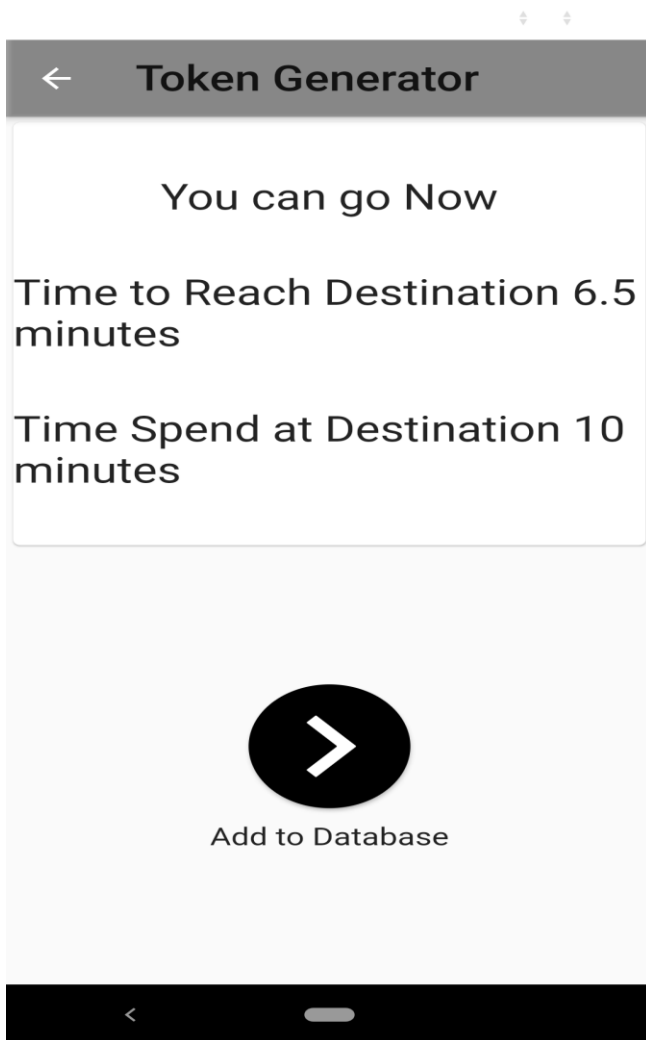 Token Generator
You can go Now
Time to Reach Destination 6.5
minutes
Time Spend at Destination 10
minutes
Add to Database